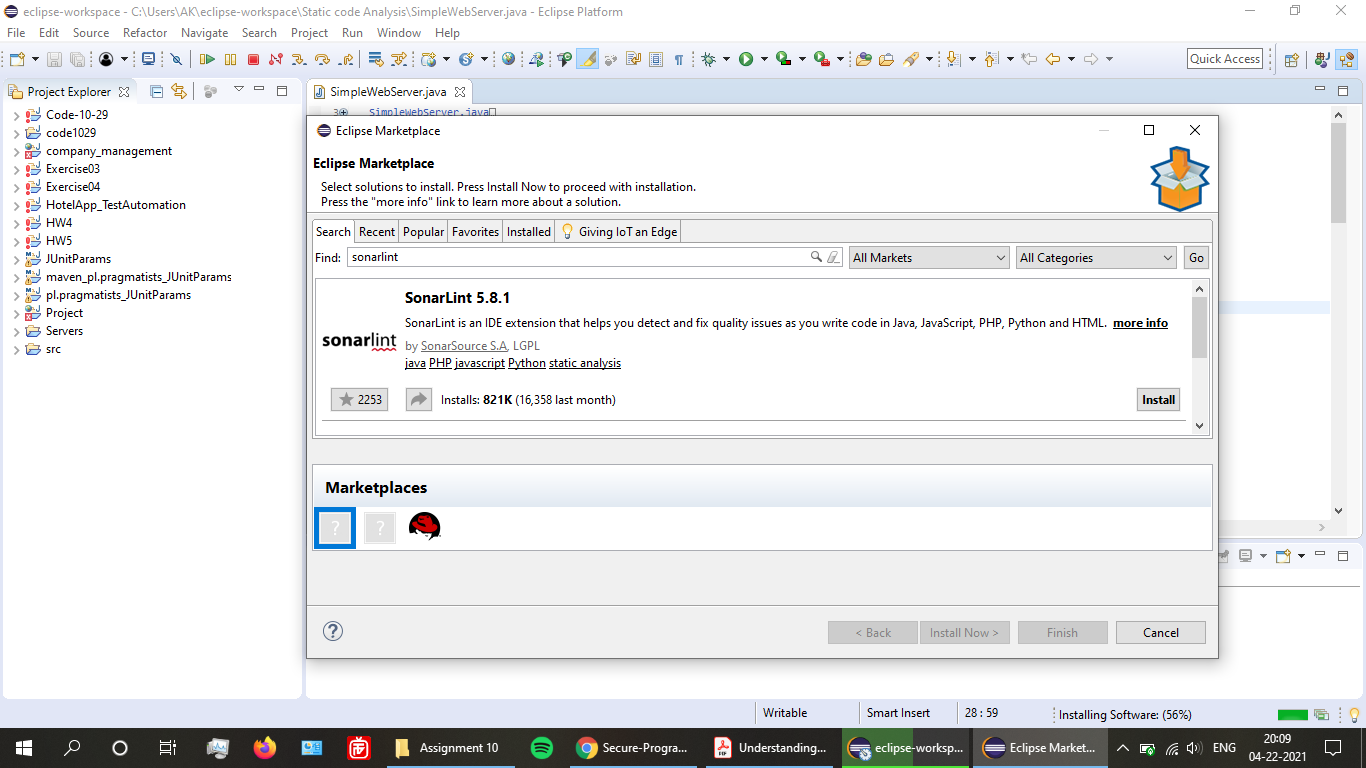 eclipse-workspace - C:\Users\AK\eclipse-workspace\Static code Analysis\SimpleWebServer.java - Eclipse Platform
File Edit Source Refactor Navigate Search Project Run Window Help
Quick Access
Project Explorer
SimpleWebServer.java
3 SimpleWebServer.java
Code-10-29
code1029
company_management
Exercise03
Exercise04
HotelApp_TestAutomation
HW4
HW5
JUnitParams
maven_pl.pragmatists_JUnitParams
pl.pragmatists_JUnitParams
Project
Servers
src
Eclipse Marketplace
Eclipse Marketplace
Select solutions to install. Press Install Now to proceed with installation.
Press the "more info" link to learn more about a solution.
Search Recent Popular Favorites Installed Giving IoT an Edge
Find: sonarlint All Markets All Categories Go
SonarLint 5.8.1
SonarLint is an IDE extension that helps you detect and fix quality issues as you write code in Java, JavaScript, PHP, Python and HTML. more info
sonarlint
by SonarSource S.A, LGPL
java PHP javascript Python static analysis
2253 Installs: 821K (16,358 last month) Install
Marketplaces
? ?
? < Back Install Now > Finish Cancel
Writable Smart Insert 28 : 59 Installing Software: (56%)
Assignment 10 Secure-Progra... Understanding... eclipse-worksp... Eclipse Market... ENG
20:09
04-22-2021